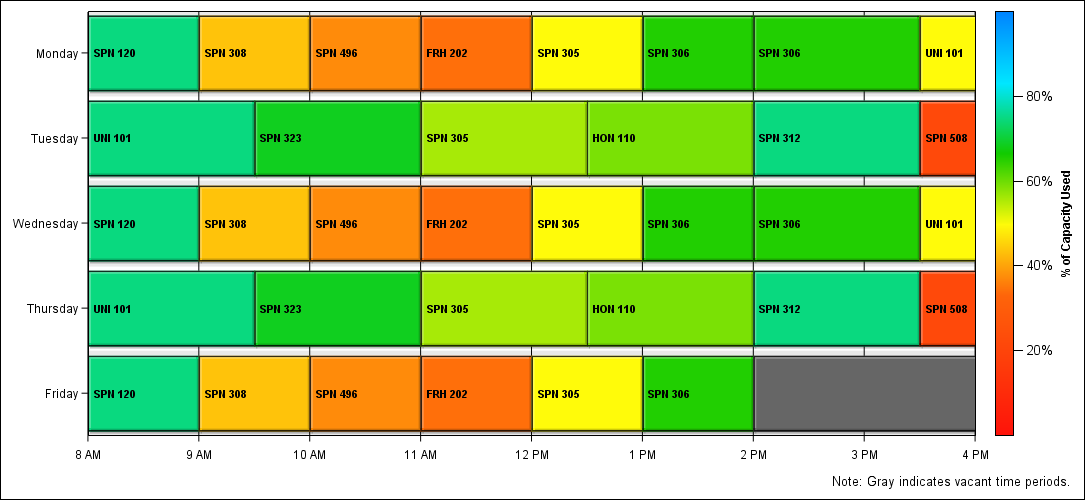 Monday SPN 120 SPN 308 SPN 496 FRH 202 SPN 305 SPN 306 SPN 306 UNI 101
Tuesday UNI 101 SPN 323 SPN 305 HON 110 SPN 312 SPN 508
Wednesday SPN 120 SPN 308 SPN 496 FRH 202 SPN 305 SPN 306 SPN 306 UNI 101
Thursday UNI 101 SPN 323 SPN 305 HON 110 SPN 312 SPN 508
Friday SPN 120 SPN 308 SPN 496 FRH 202 SPN 305 SPN 306
8 AM 9 AM 10 AM 11 AM 12 PM 1 PM 2 PM 3 PM 4 PM
80%
60%
40%
20%
% of Capacity Used
Note: Gray indicates vacant time periods.